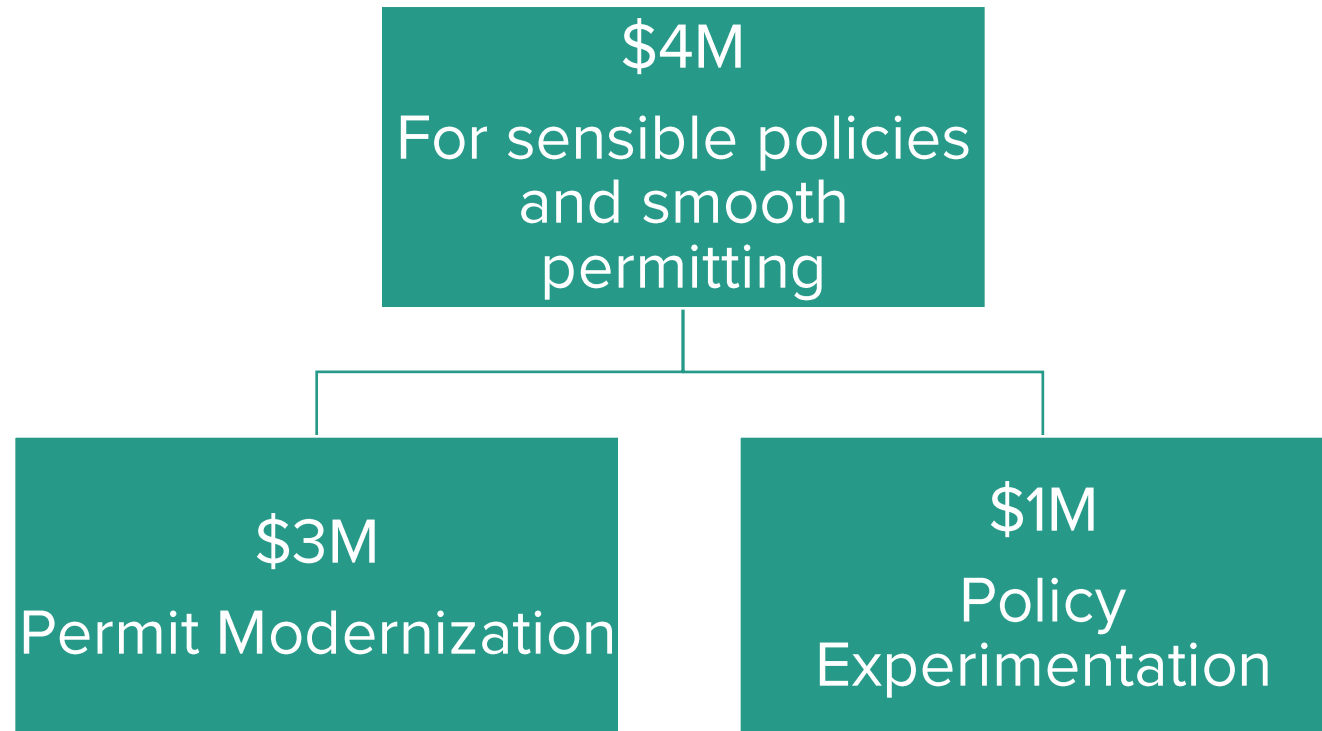 $4M
For sensible policies
and smooth
permitting
$3M
Permit Modernization
$1M
Policy
Experimentation